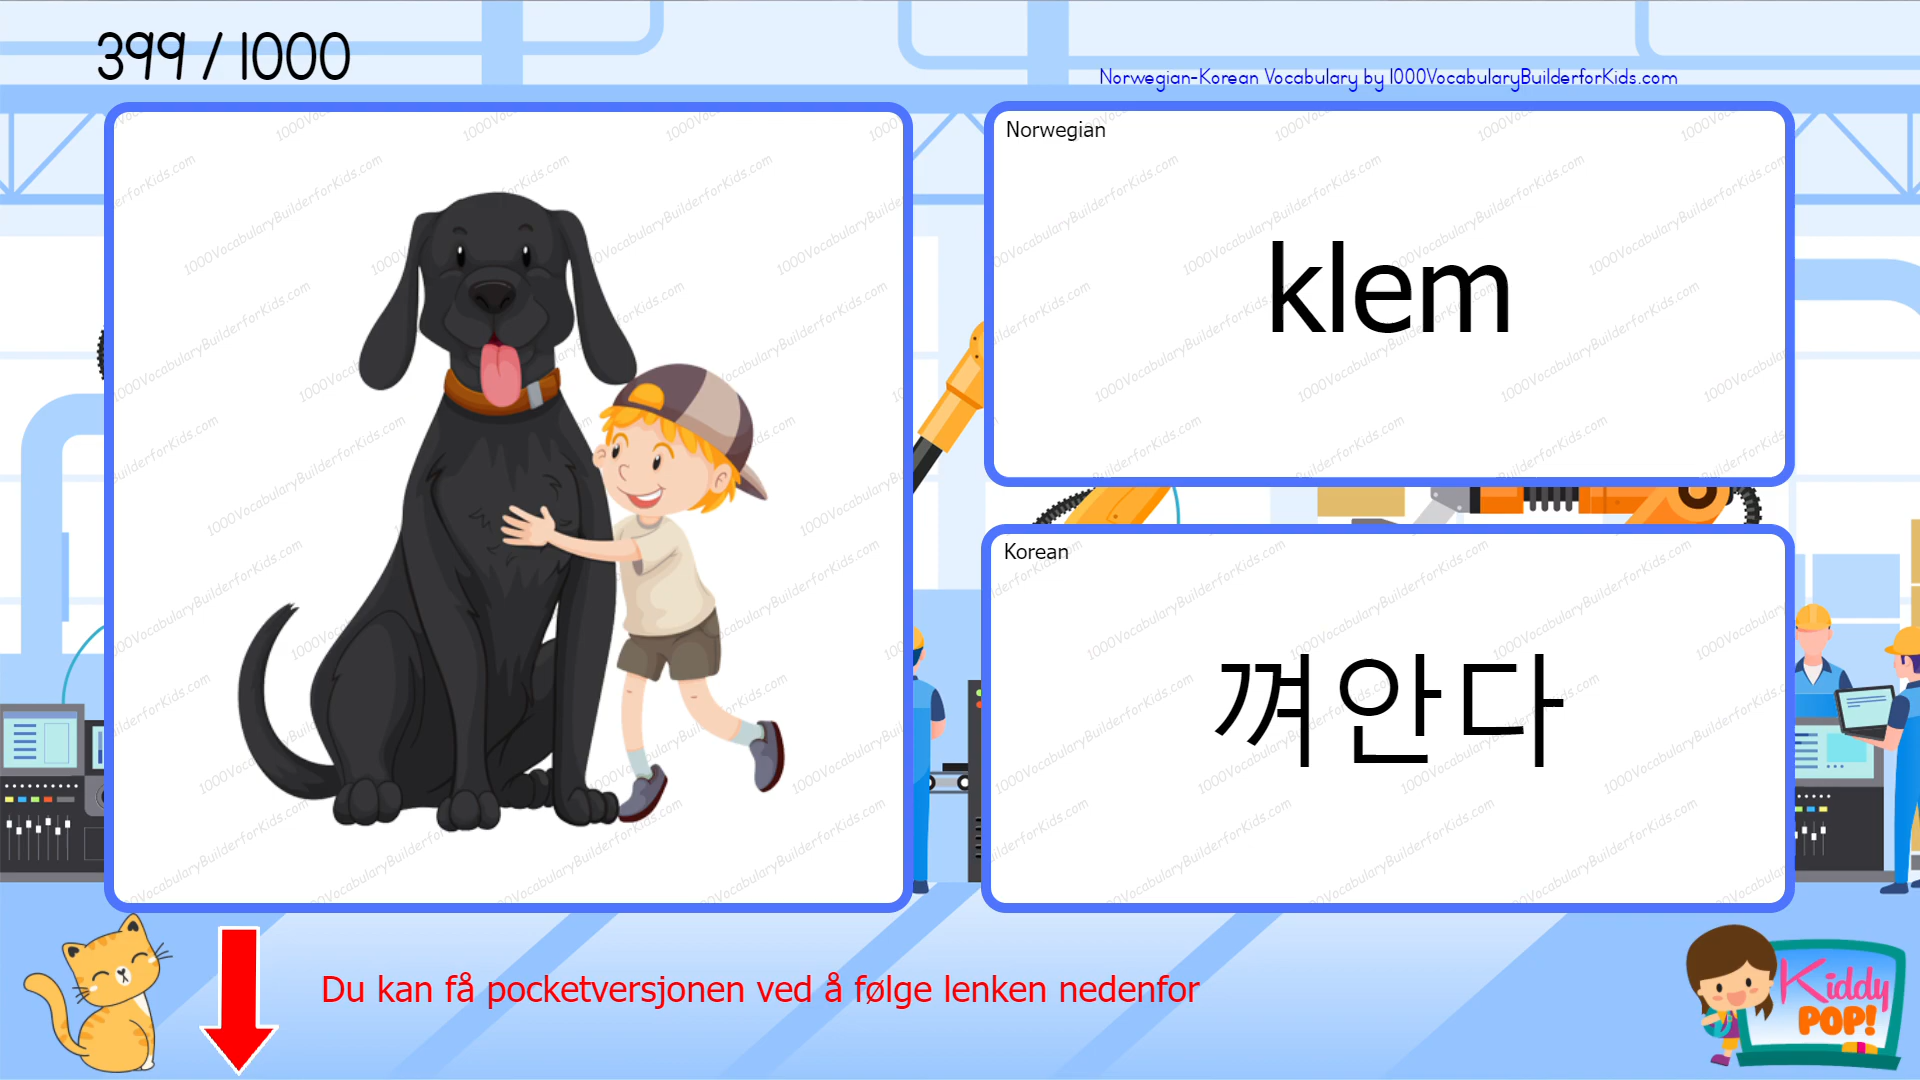 399 / 1000
Norwegian-Korean Vocabulary by 1000VocabularyBuilderforKids.com
Norwegian
klem
Korean
껴안다
Du kan få pocketversjonen ved å følge lenken nedenfor
Kiddy
POP!